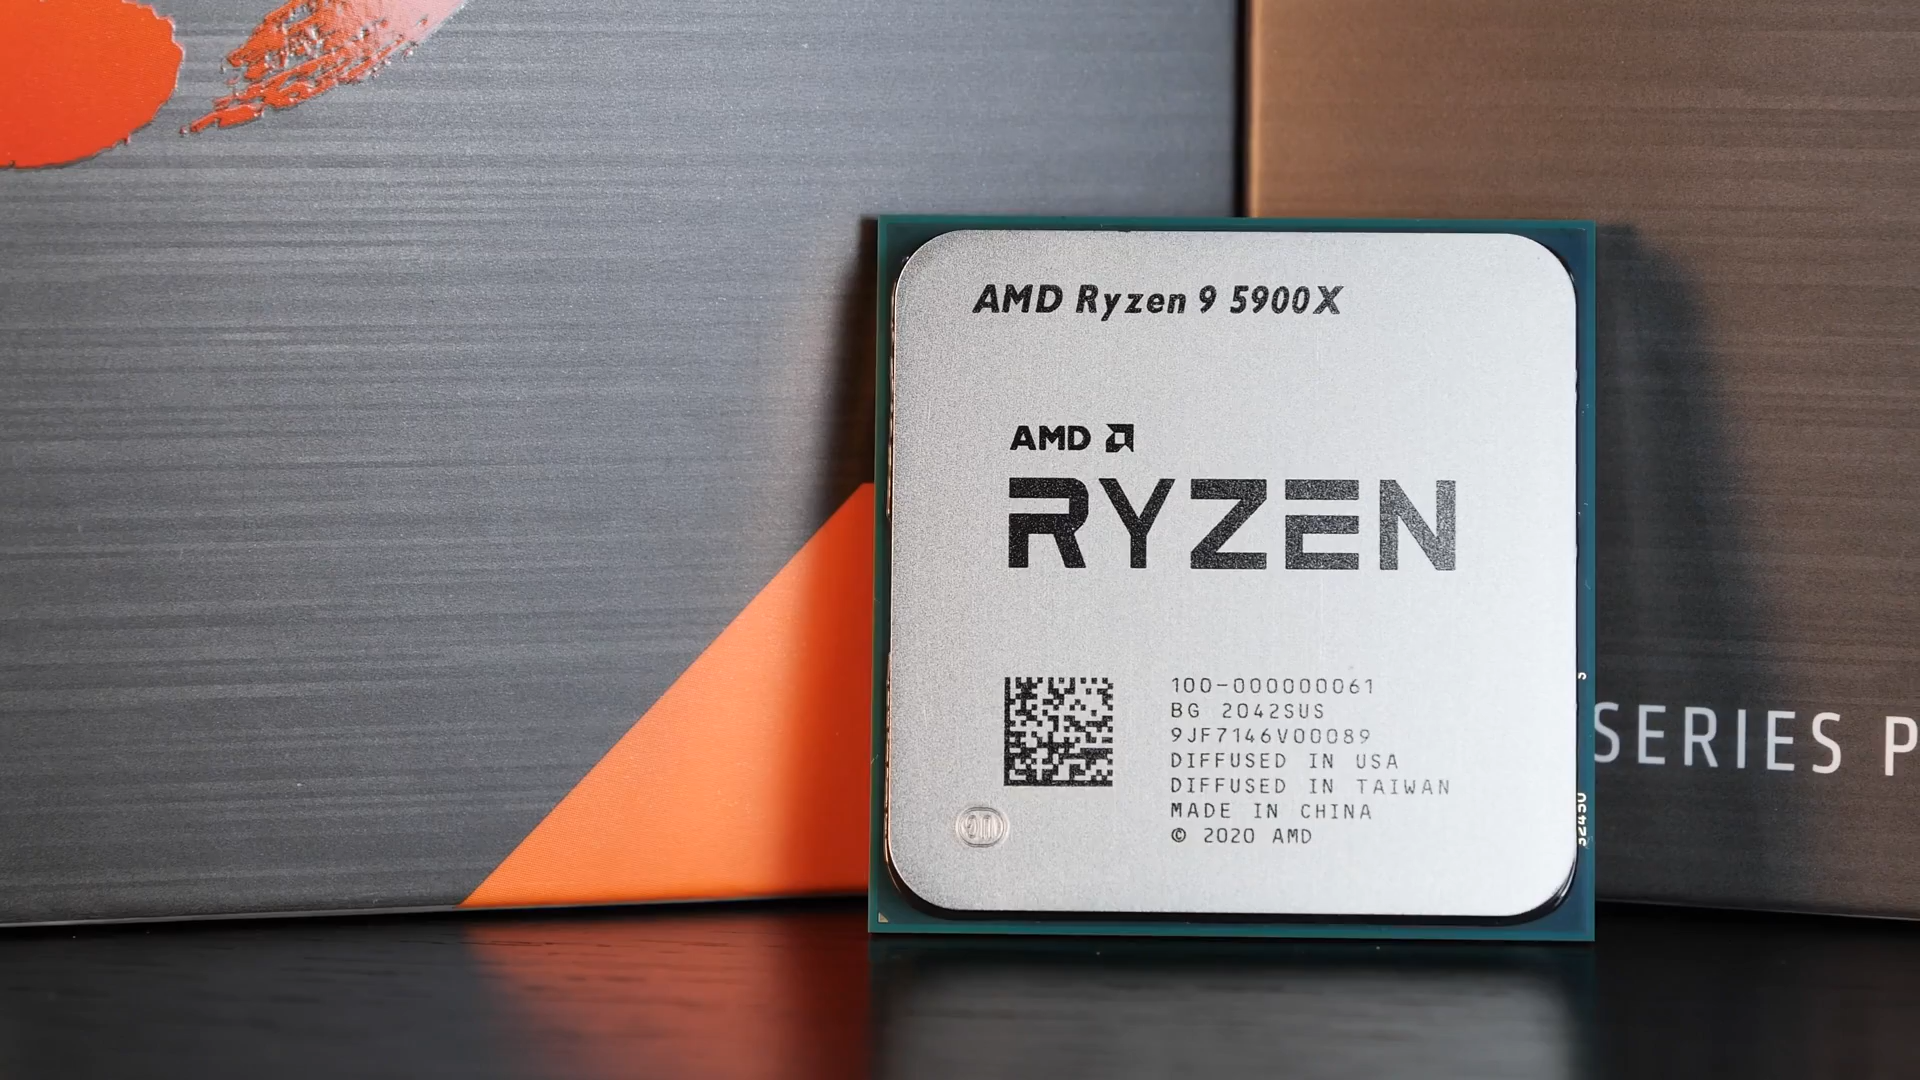 AMD Ryzen 9 5900X
AMD
RYZEN
100-000000061
BG 2042SUS
9JF7146V00089
DIFFUSED IN USA
DIFFUSED IN TAIWAN
MADE IN CHINA
© 2020 AMD
SERIES P